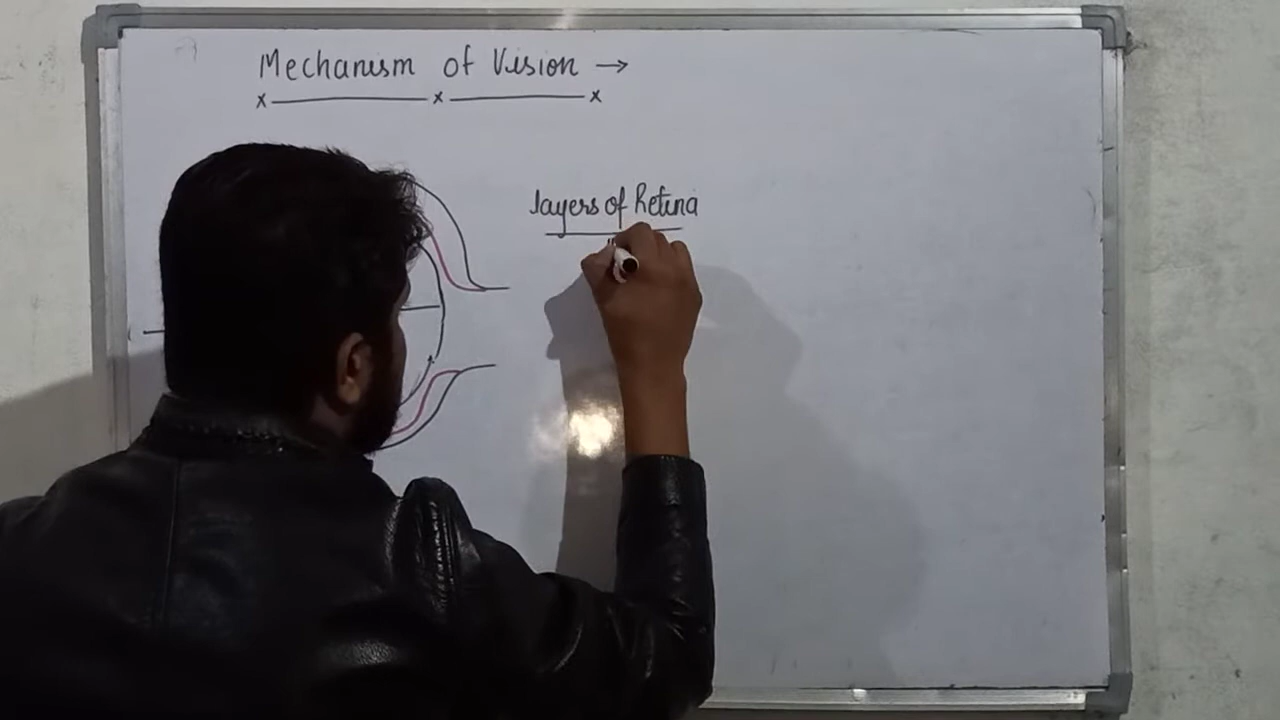 Mechanism of Vision →
layers of Retina